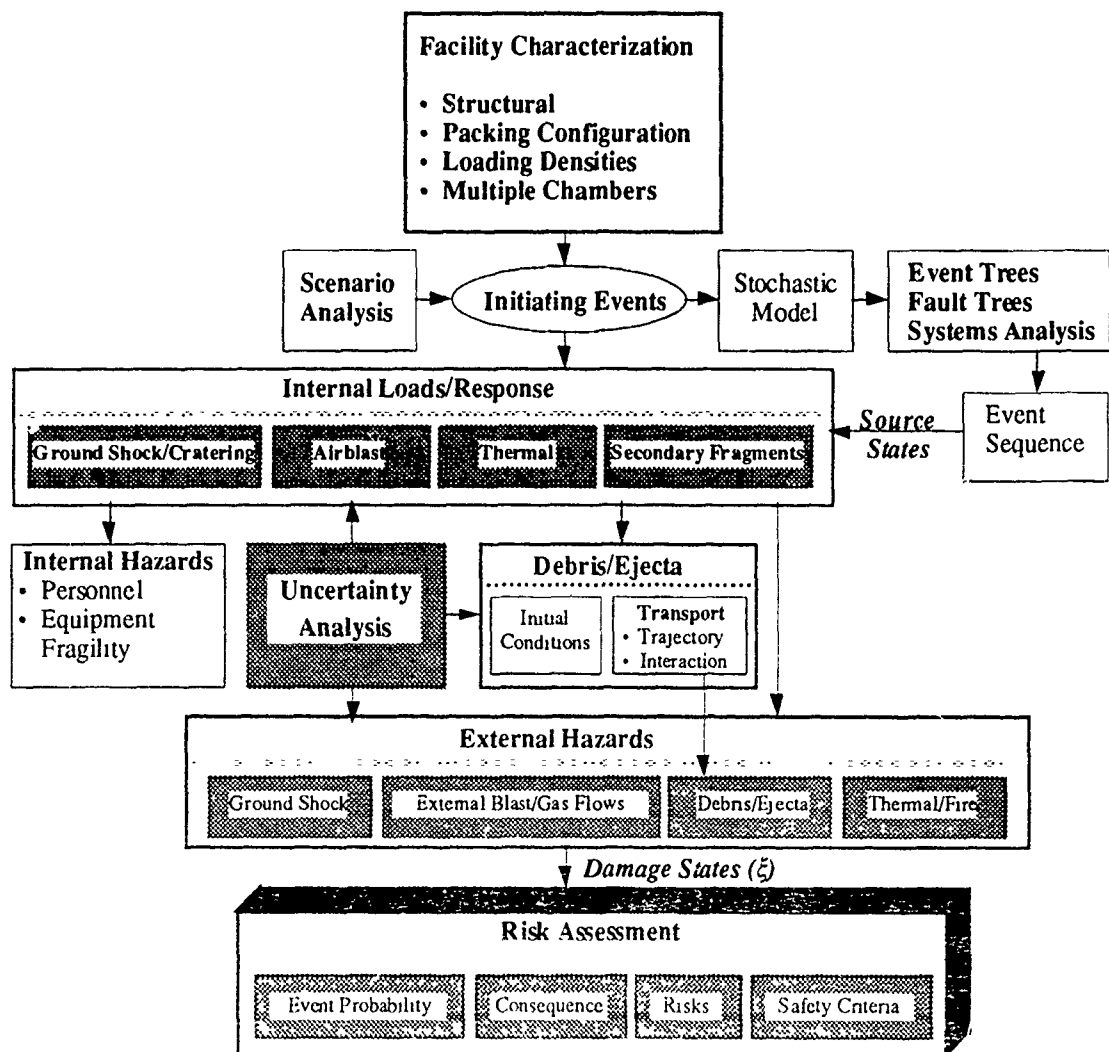 Facility Characterization
• Structural
• Packing Configuration
• Loading Densities
• Multiple Chambers
Scenario
Analysis
Initiating Events
Stochastic
Model
Event Trees
Fault Trees
Systems Analysis
Internal Loads/Response
Ground Shock/Cratering
Airblast
Thermal
Secondary Fragments
Source
States
Event
Sequence
Internal Hazards
• Personnel
• Equipment
Fragility
Uncertainty
Analysis
Debris/Ejecta
Initial
Conditions
Transport
• Trajectory
• Interaction
External Hazards
Ground Shock
External Blast/Gas Flows
Debris/Ejecta
Thermal/Fire
Damage States (ξ)
Risk Assessment
Event Probability
Consequence
Risks
Safety Criteria